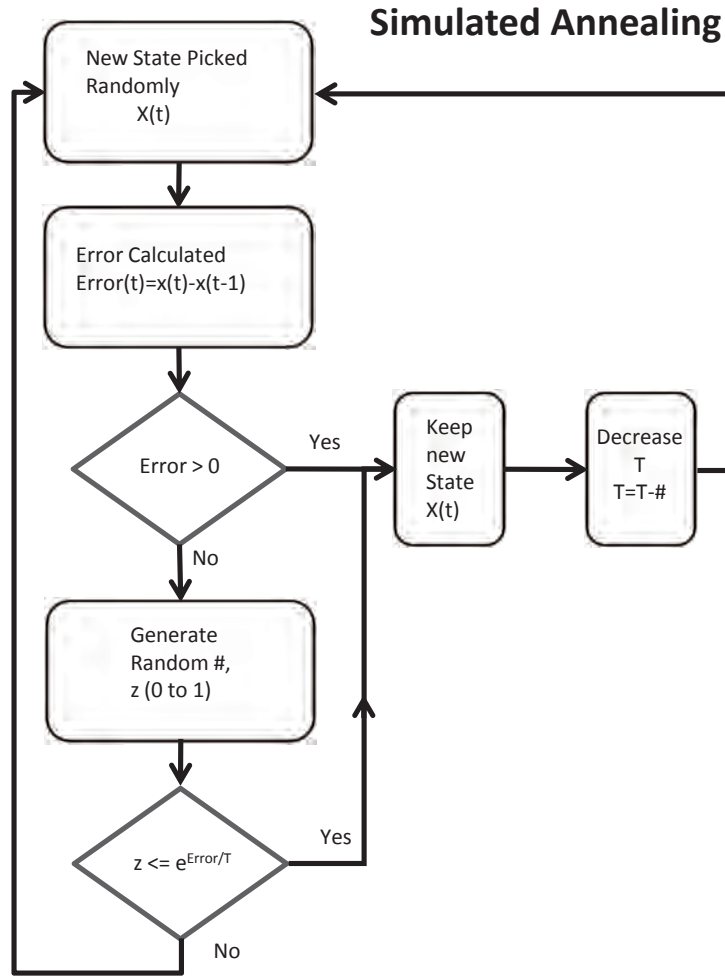 Simulated Annealing
New State Picked
Randomly
X(t)
Error Calculated
Error(t)=x(t)-x(t-1)
Error > 0
Yes
No
Keep
new
State
X(t)
Decrease
T
T=T-#
Generate
Random #,
z (0 to 1)
z <= e^Error/T
Yes
No